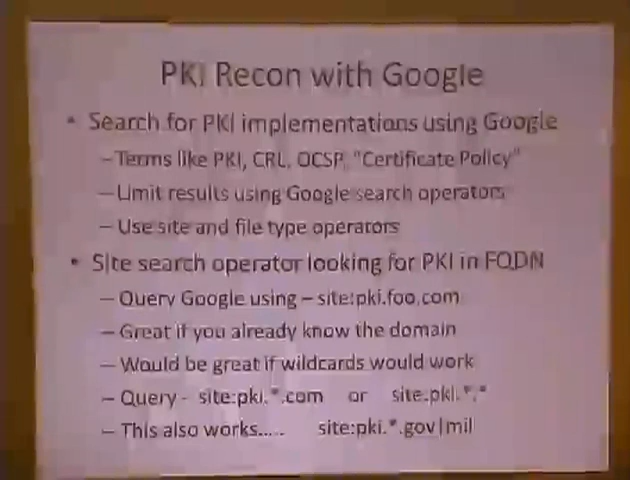 PKI Recon with Google
• Search for PKI implementations using Google
– Terms like PKI, CRL, OCSP, "Certificate Policy"
– Limit results using Google search operators
– Use site and file type operators
• Site search operator looking for PKI in FQDN
– Query Google using – site:pki.foo.com
– Great if you already know the domain
– Would be great if wildcards would work
– Query - site:pki.*.com or site:pki.*.*
– This also works..... site:pki.*.gov|mil